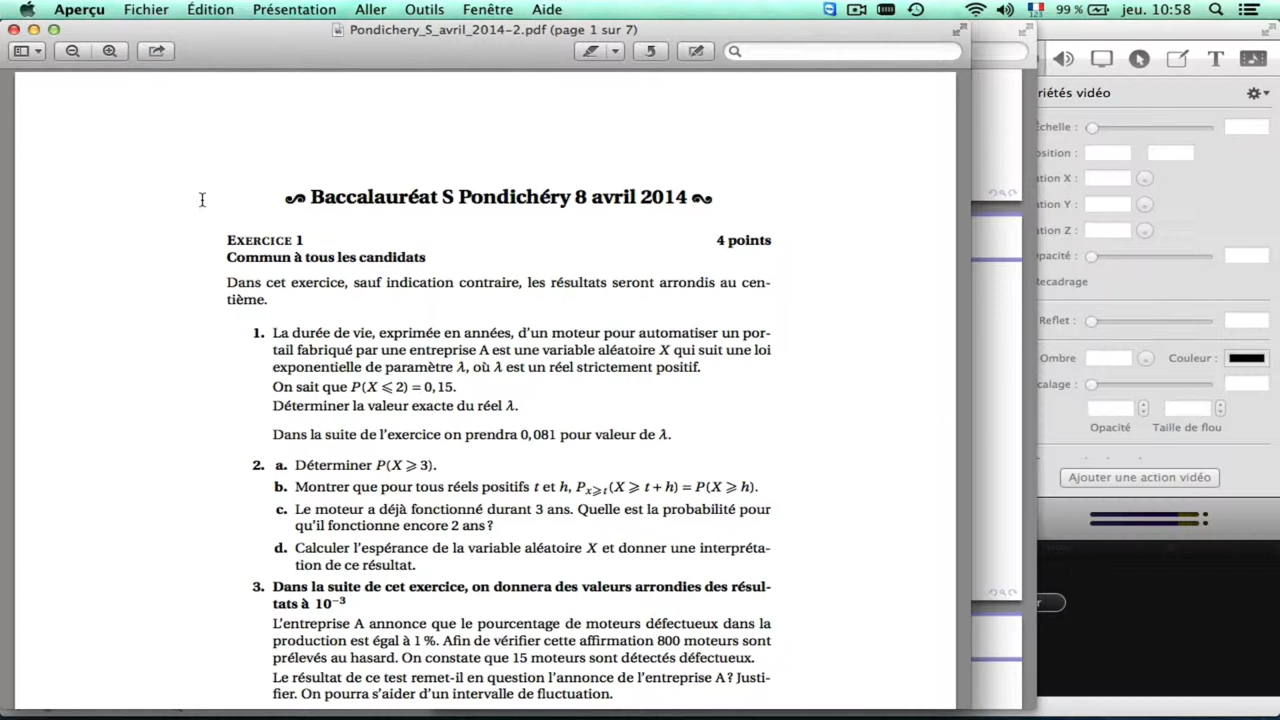 Aperçu Fichier Édition Présentation Aller Outils Fenêtre Aide 99 % jeu. 10:58
Pondichery_S_avril_2014-2.pdf (page 1 sur 7)
5
T
riétés vidéo
Échelle :
osition :
ation X :
ation Y :
ation Z :
pacité :
tecadrage
Reflet :
Ombre
Couleur :
calage :
Opacité Taille de flou
Ajouter une action vidéo
r
Baccalauréat S Pondichéry 8 avril 2014
EXERCICE 1 4 points
Commun à tous les candidats
Dans cet exercice, sauf indication contraire, les résultats seront arrondis au cen-
tième.
1. La durée de vie, exprimée en années, d'un moteur pour automatiser un por-
tail fabriqué par une entreprise A est une variable aléatoire X qui suit une loi
exponentielle de paramètre λ, où λ est un réel strictement positif.
On sait que P(X ⩽ 2) = 0,15.
Déterminer la valeur exacte du réel λ.
Dans la suite de l'exercice on prendra 0,081 pour valeur de λ.
2. a. Déterminer P(X ⩾ 3).
b. Montrer que pour tous réels positifs t et h, Pₓ⩾ₜ(X ⩾ t + h) = P(X ⩾ h).
c. Le moteur a déjà fonctionné durant 3 ans. Quelle est la probabilité pour
qu'il fonctionne encore 2 ans ?
d. Calculer l'espérance de la variable aléatoire X et donner une interpréta-
tion de ce résultat.
3. Dans la suite de cet exercice, on donnera des valeurs arrondies des résul-
tats à 10⁻³
L'entreprise A annonce que le pourcentage de moteurs défectueux dans la
production est égal à 1 %. Afin de vérifier cette affirmation 800 moteurs sont
prélevés au hasard. On constate que 15 moteurs sont détectés défectueux.
Le résultat de ce test remet-il en question l'annonce de l'entreprise A ? Justi-
fier. On pourra s'aider d'un intervalle de fluctuation.